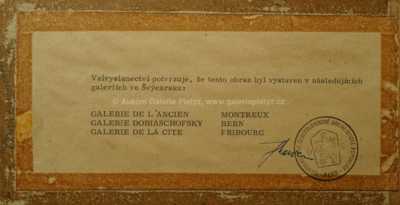 Velvyslanectví potvrzuje, že tento obraz byl vystaven v následujících
galeriích ve Švýcarsku:
© Aukční Galerie Platýz, www.galerieplatyz.cz
GALERIE DE L'ANCIEN MONTREUX
GALERIE DOBIASCHOFSKY BERN
GALERIE DE LA CITE FRIBOURG